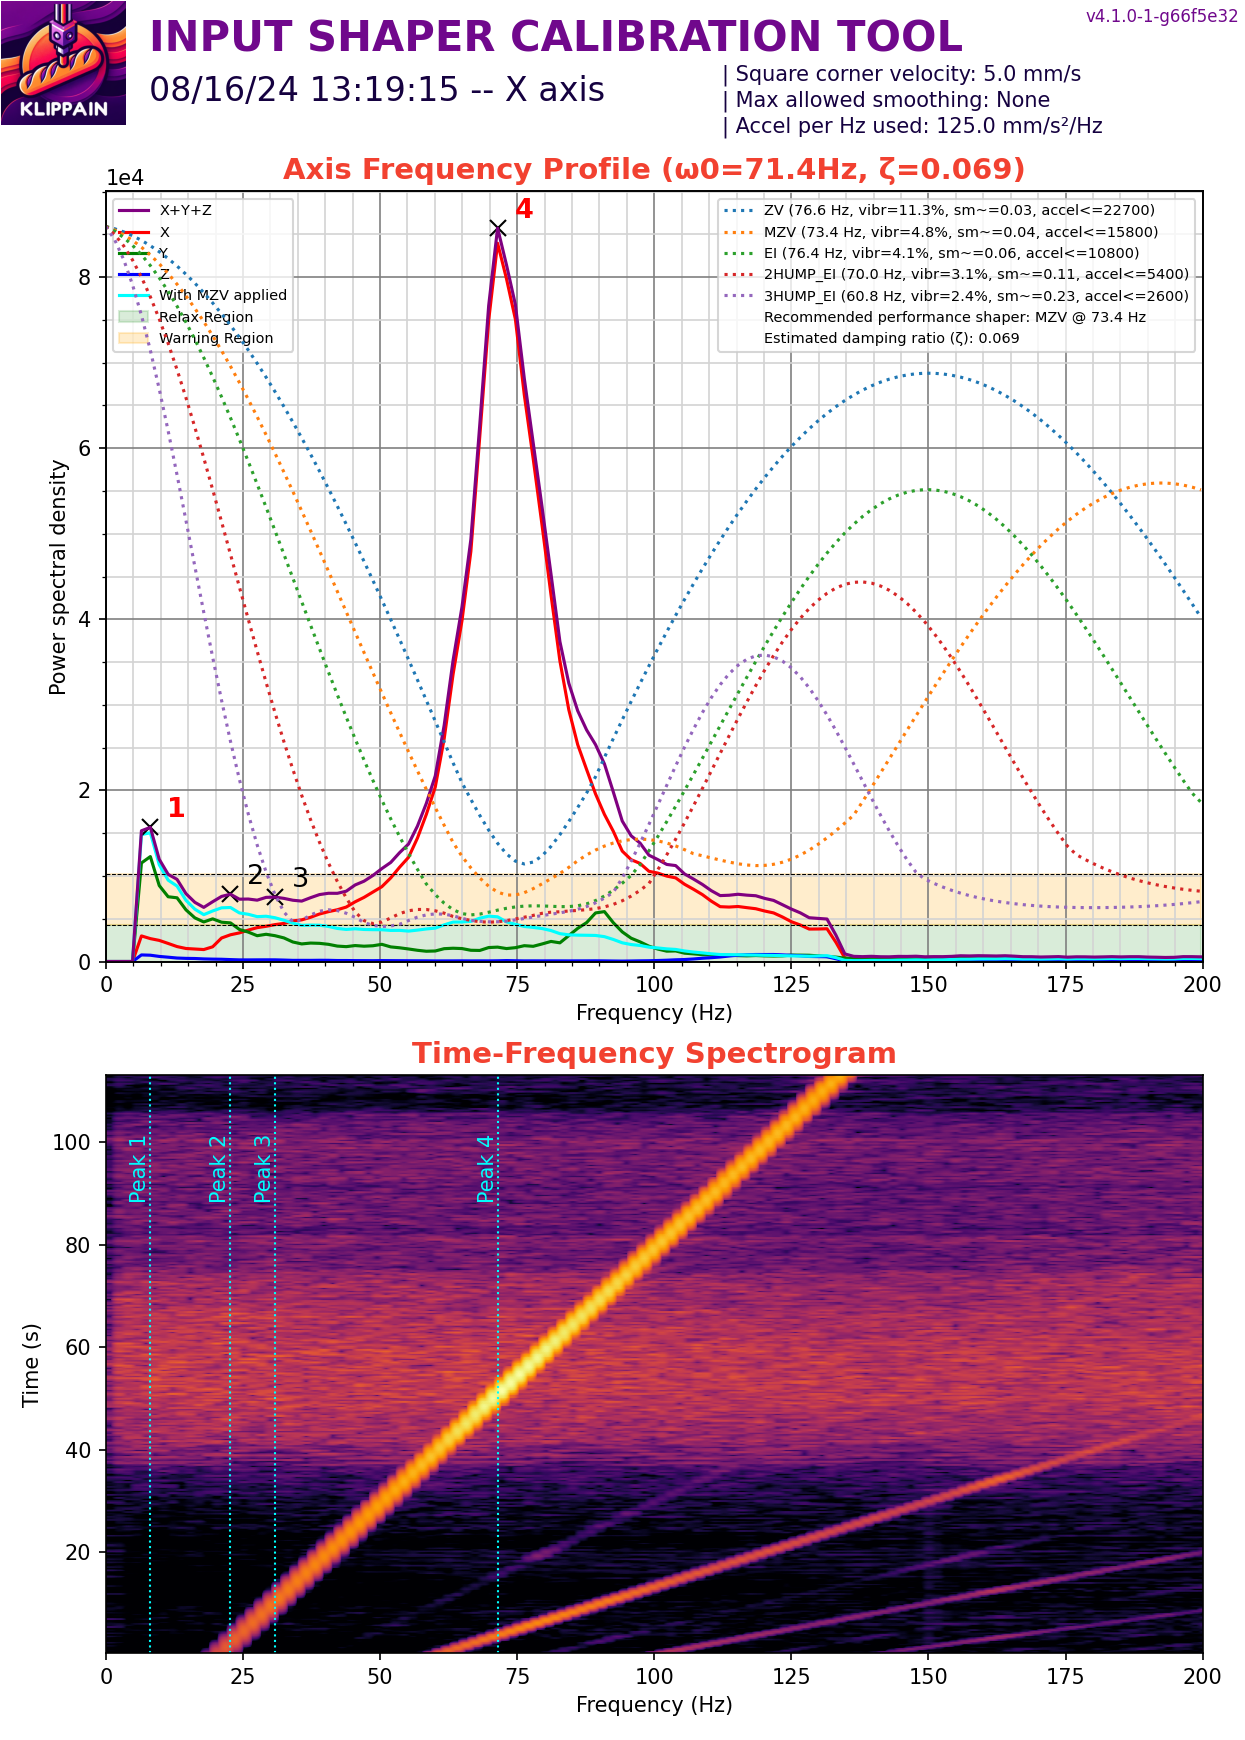 v4.1.0-1-g66f5e32
INPUT SHAPER CALIBRATION TOOL
08/16/24 13:19:15 -- X axis
| Square corner velocity: 5.0 mm/s
| Max allowed smoothing: None
| Accel per Hz used: 125.0 mm/s²/Hz
KLIPPAIN
Axis Frequency Profile (ω0=71.4Hz, ζ=0.069)
1e4
X+Y+Z
X
Y
Z
With MZV applied
Relax Region
Warning Region
ZV (76.6 Hz, vibr=11.3%, sm~=0.03, accel<=22700)
MZV (73.4 Hz, vibr=4.8%, sm~=0.04, accel<=15800)
EI (76.4 Hz, vibr=4.1%, sm~=0.06, accel<=10800)
2HUMP_EI (70.0 Hz, vibr=3.1%, sm~=0.11, accel<=5400)
3HUMP_EI (60.8 Hz, vibr=2.4%, sm~=0.23, accel<=2600)
Recommended performance shaper: MZV @ 73.4 Hz
Estimated damping ratio (ζ): 0.069
4
1
2
3
8
6
4
2
0
Power spectral density
0 25 50 75 100 125 150 175 200
Frequency (Hz)
Time-Frequency Spectrogram
Peak 1
Peak 2
Peak 3
Peak 4
100
80
60
40
20
Time (s)
0 25 50 75 100 125 150 175 200
Frequency (Hz)